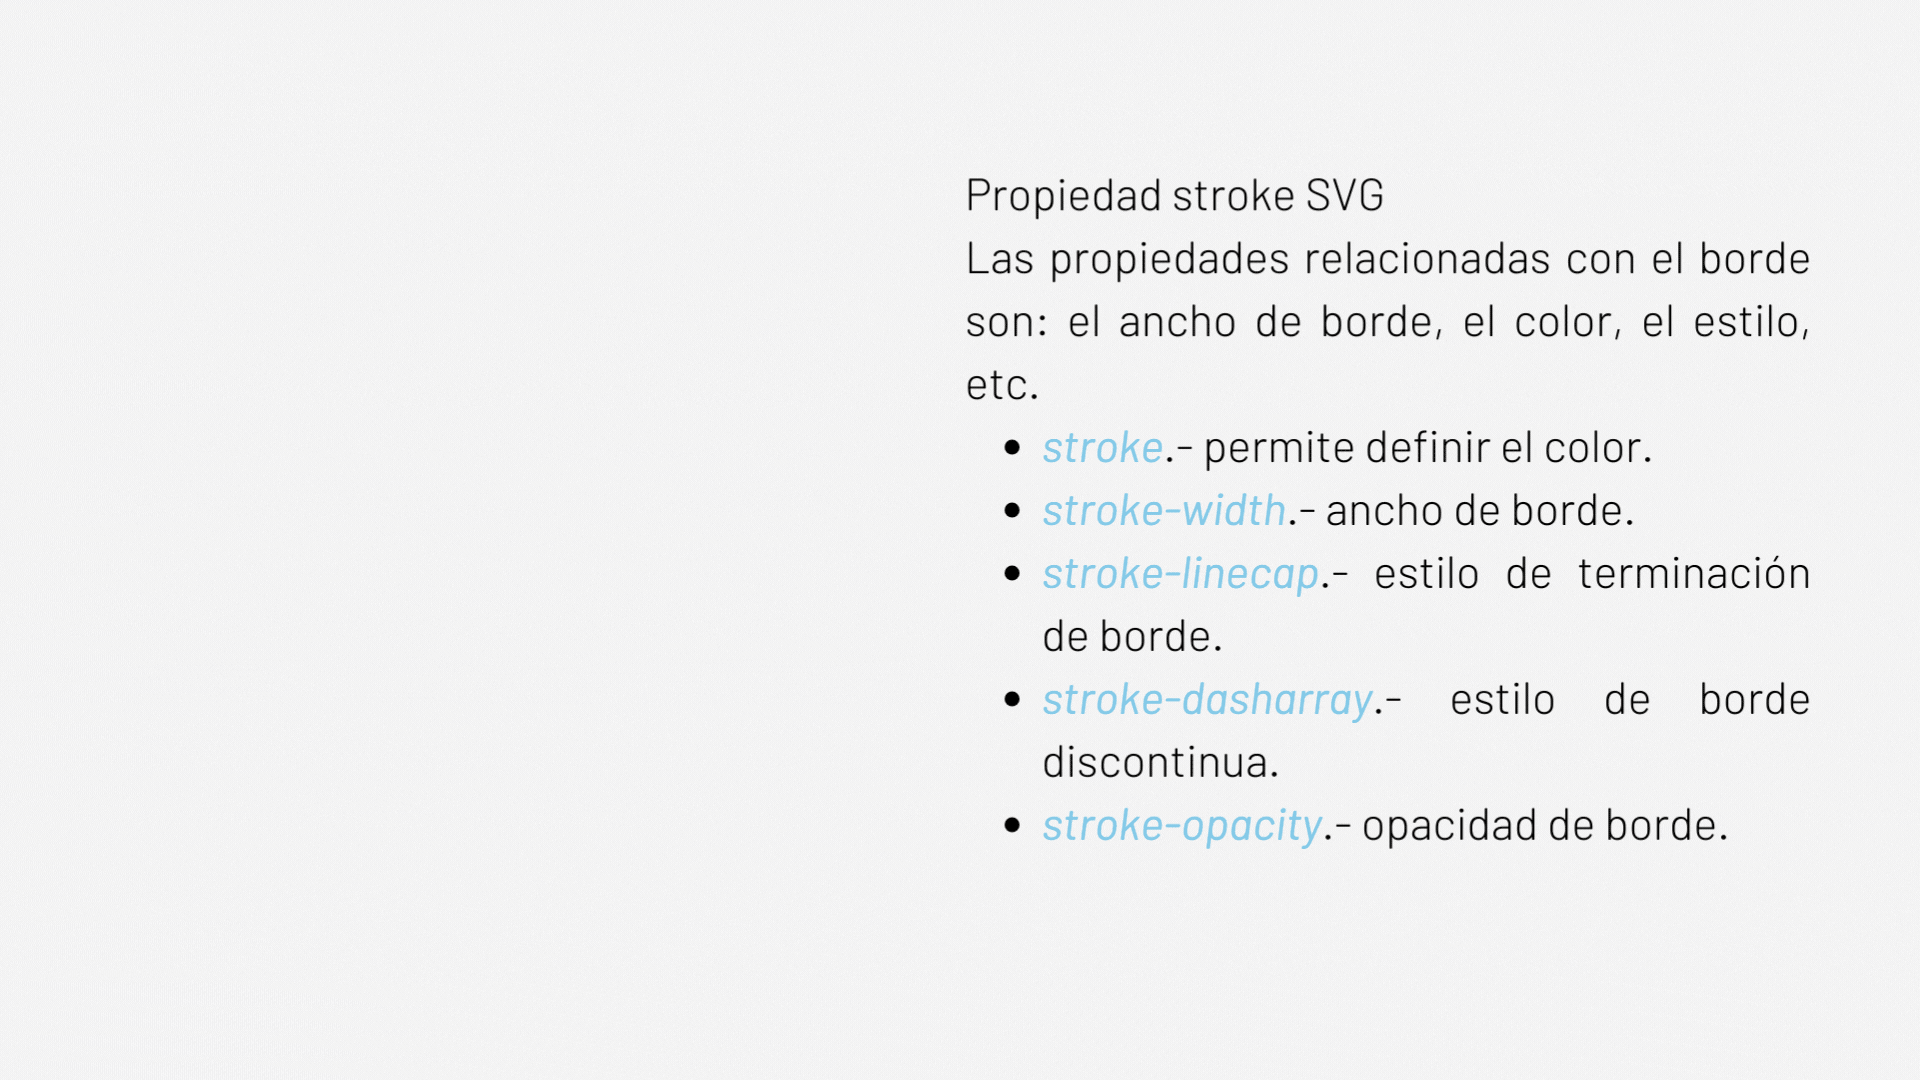 Propiedad stroke SVG
Las propiedades relacionadas con el borde
son: el ancho de borde, el color, el estilo,
etc.
• stroke.- permite definir el color.
• stroke-width.- ancho de borde.
• stroke-linecap.- estilo de terminación
de borde.
• stroke-dasharray.- estilo de borde
discontinua.
• stroke-opacity.- opacidad de borde.